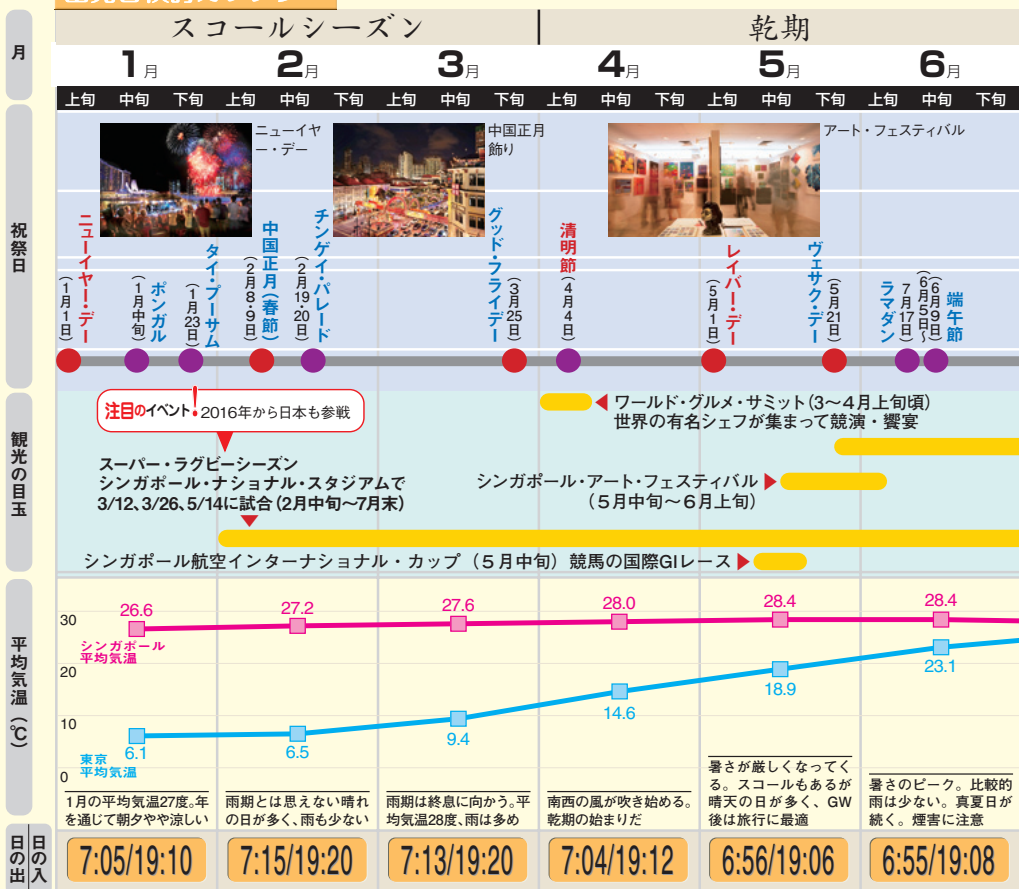 スコールシーズン
乾期
月
1月
2月
3月
4月
5月
6月
上旬 中旬 下旬 上旬 中旬 下旬 上旬 中旬 下旬 上旬 中旬 下旬 上旬 中旬 下旬 上旬 中旬 下旬
祝祭日
ニューイヤ
ー・デー
中国正月
飾り
アート・フェスティバル
ニューイヤー・デー
(1月1日)
ポンガル
(1月中旬)
タイ・プーサム
(1月23日)
中国正月(春節)
(2月8・9日)
チンゲイ・パレード
(2月19・20日)
グッド・フライデー
(3月25日)
清明節
(4月4日)
レイバー・デー
(5月1日)
ヴェサク・デー
(5月21日)
ラマダン
(6月5日~
7月17日)
端午節
(6月9日)
観光の目玉
注目のイベント! 2016年から日本も参戦
スーパー・ラグビーシーズン
シンガポール・ナショナル・スタジアムで
3/12、3/26、5/14に試合(2月中旬~7月末)
ワールド・グルメ・サミット(3~4月上旬頃)
世界の有名シェフが集まって競演・饗宴
シンガポール・アート・フェスティバル
(5月中旬~6月上旬)
シンガポール航空インターナショナル・カップ(5月中旬)競馬の国際GIレース
平均気温(℃)
30
20
10
0
26.6
27.2
27.6
28.0
28.4
28.4
シンガポール
平均気温
6.1
6.5
9.4
14.6
18.9
23.1
東京
平均気温
1月の平均気温27度。年
を通じて朝夕やや涼しい
雨期とは思えない晴れ
の日が多く、雨も少ない
雨期は終息に向かう。平
均気温28度、雨は多め
南西の風が吹き始める。
乾期の始まりだ
暑さが厳しくなってく
る。スコールもあるが
晴天の日が多く、GW
後は旅行に最適
暑さのピーク。比較的
雨は少ない。真夏日が
続く。煙害に注意
日の出
日の入
7:05/19:10
7:15/19:20
7:13/19:20
7:04/19:12
6:56/19:06
6:55/19:08